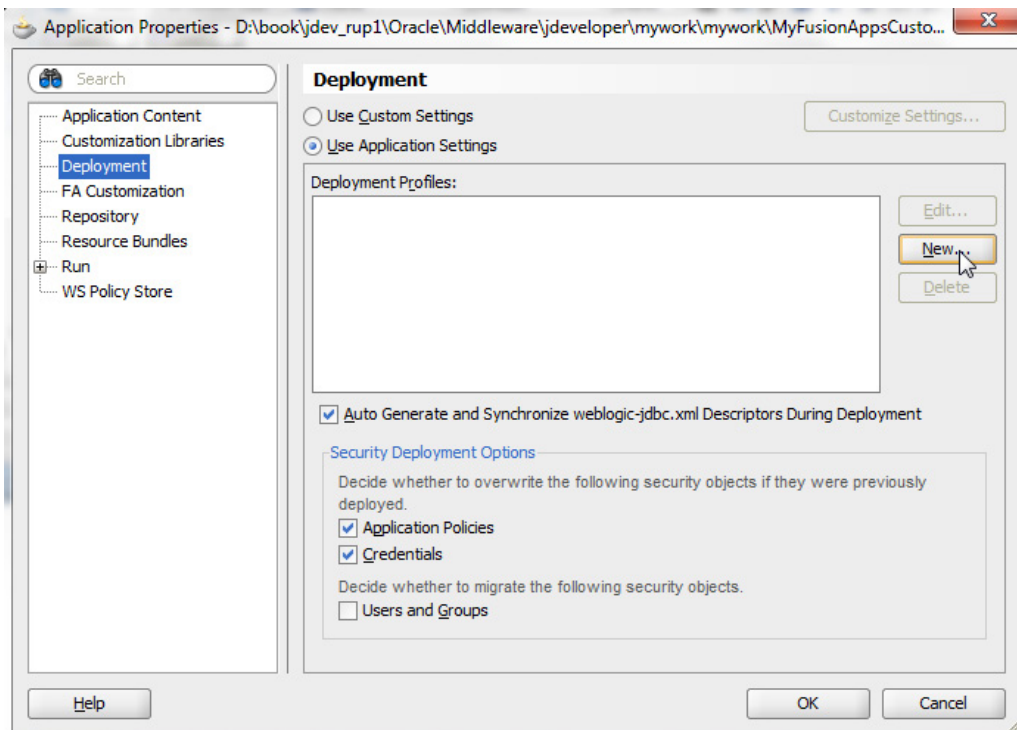 Application Properties - D:\book\jdev_rup1\Oracle\Middleware\jdeveloper\mywork\mywork\MyFusionAppsCusto...
Search
Application Content
Customization Libraries
Deployment
FA Customization
Repository
Resource Bundles
Run
WS Policy Store
Deployment
Use Custom Settings
Customize Settings...
Use Application Settings
Deployment Profiles:
Edit...
New...
Delete
Auto Generate and Synchronize weblogic-jdbc.xml Descriptors During Deployment
Security Deployment Options
Decide whether to overwrite the following security objects if they were previously
deployed.
Application Policies
Credentials
Decide whether to migrate the following security objects.
Users and Groups
Help
OK
Cancel